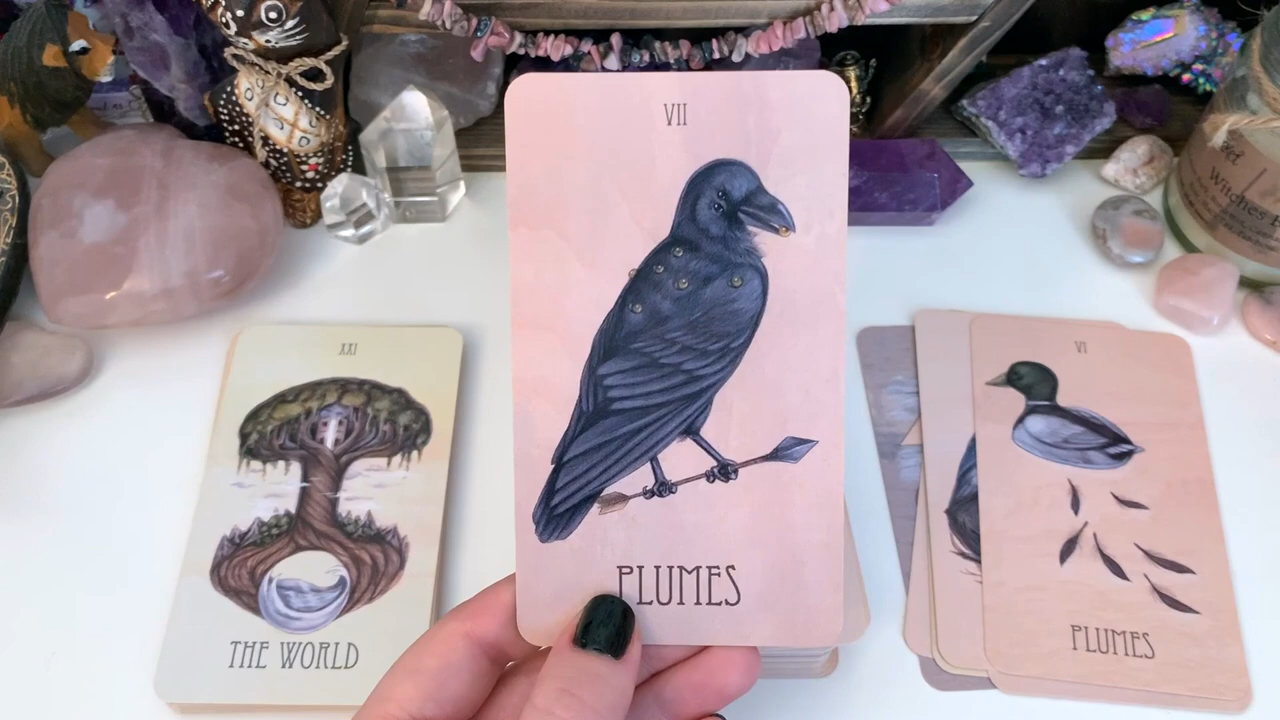 VII
PLUMES
XXI
THE WORLD
VI
PLUMES
Witches